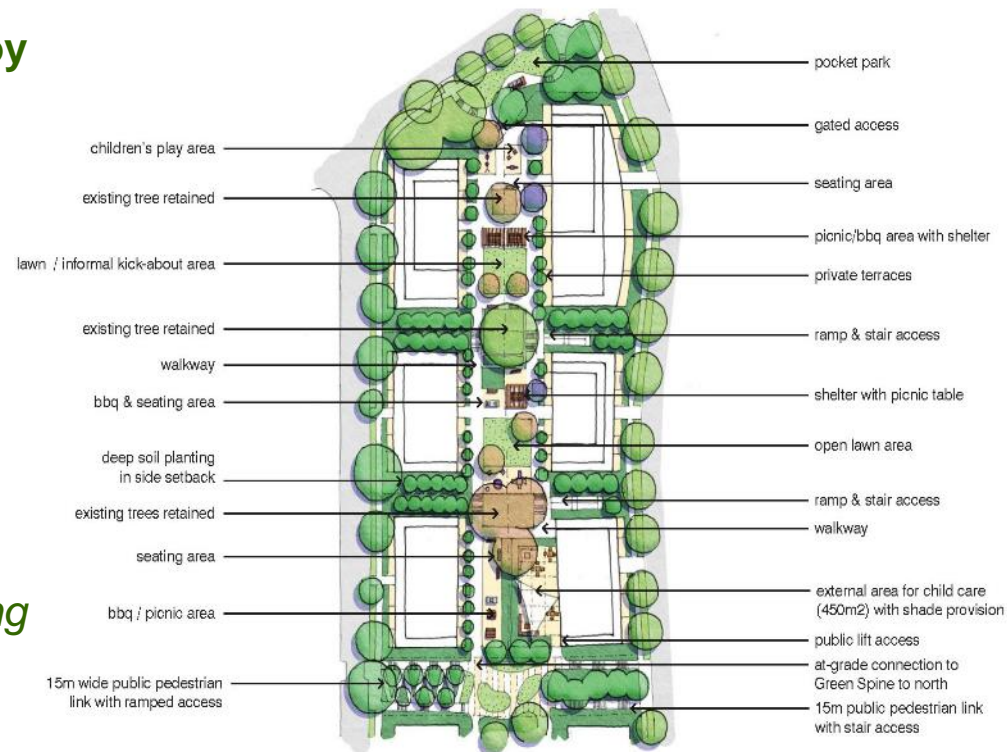 oy
ng
children's play area
existing tree retained
lawn / informal kick-about area
existing tree retained
walkway
bbq & seating area
deep soil planting
in side setback
existing trees retained
seating area
bbq / picnic area
15m wide public pedestrian
link with ramped access
pocket park
gated access
seating area
picnic/bbq area with shelter
private terraces
ramp & stair access
shelter with picnic table
open lawn area
ramp & stair access
walkway
external area for child care
(450m2) with shade provision
public lift access
at-grade connection to
Green Spine to north
15m public pedestrian link
with stair access